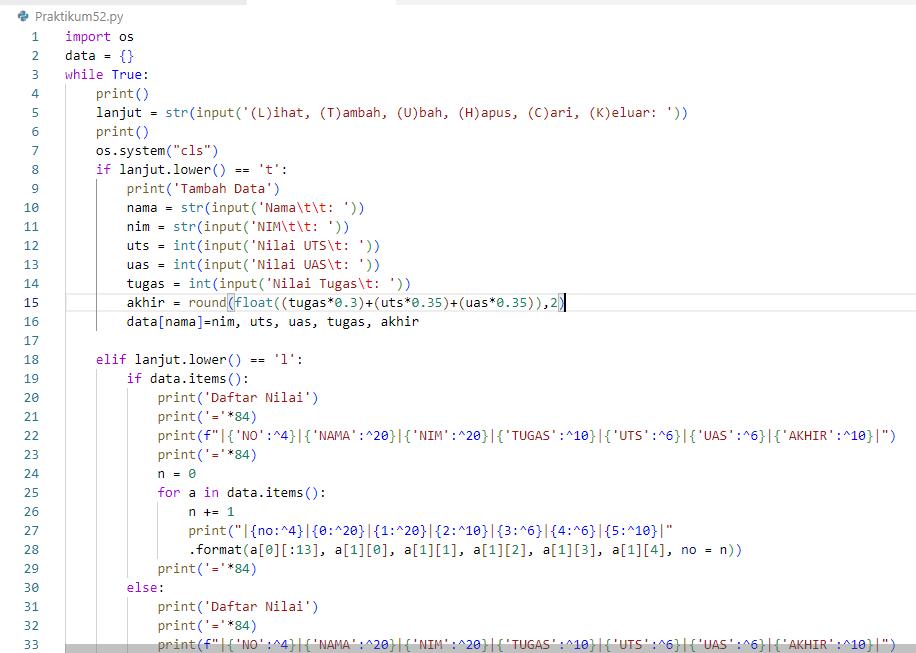 Praktikum52.py
1 import os
2 data = {}
3 while True:
4     print()
5     lanjut = str(input('(L)ihat, (T)ambah, (U)bah, (H)apus, (C)ari, (K)eluar: '))
6     print()
7     os.system("cls")
8     if lanjut.lower() == 't':
9         print('Tambah Data')
10         nama = str(input('Nama\t\t: '))
11         nim = str(input('NIM\t\t: '))
12         uts = int(input('Nilai UTS\t: '))
13         uas = int(input('Nilai UAS\t: '))
14         tugas = int(input('Nilai Tugas\t: '))
15         akhir = round(float((tugas*0.3)+(uts*0.35)+(uas*0.35)),2)
16         data[nama]=nim, uts, uas, tugas, akhir
17
18     elif lanjut.lower() == 'l':
19         if data.items():
20             print('Daftar Nilai')
21             print('='*84)
22             print(f"|{'NO':^4}|{'NAMA':^20}|{'NIM':^20}|{'TUGAS':^10}|{'UTS':^6}|{'UAS':^6}|{'AKHIR':^10}|")
23             print('='*84)
24             n = 0
25             for a in data.items():
26                 n += 1
27                 print("|{no:^4}|{0:^20}|{1:^20}|{2:^10}|{3:^6}|{4:^6}|{5:^10}|"
28                 .format(a[0][:13], a[1][0], a[1][1], a[1][2], a[1][3], a[1][4], no = n))
29             print('='*84)
30         else:
31             print('Daftar Nilai')
32             print('='*84)
33             print(f"|{'NO':^4}|{'NAMA':^20}|{'NIM':^20}|{'TUGAS':^10}|{'UTS':^6}|{'UAS':^6}|{'AKHIR':^10}|")